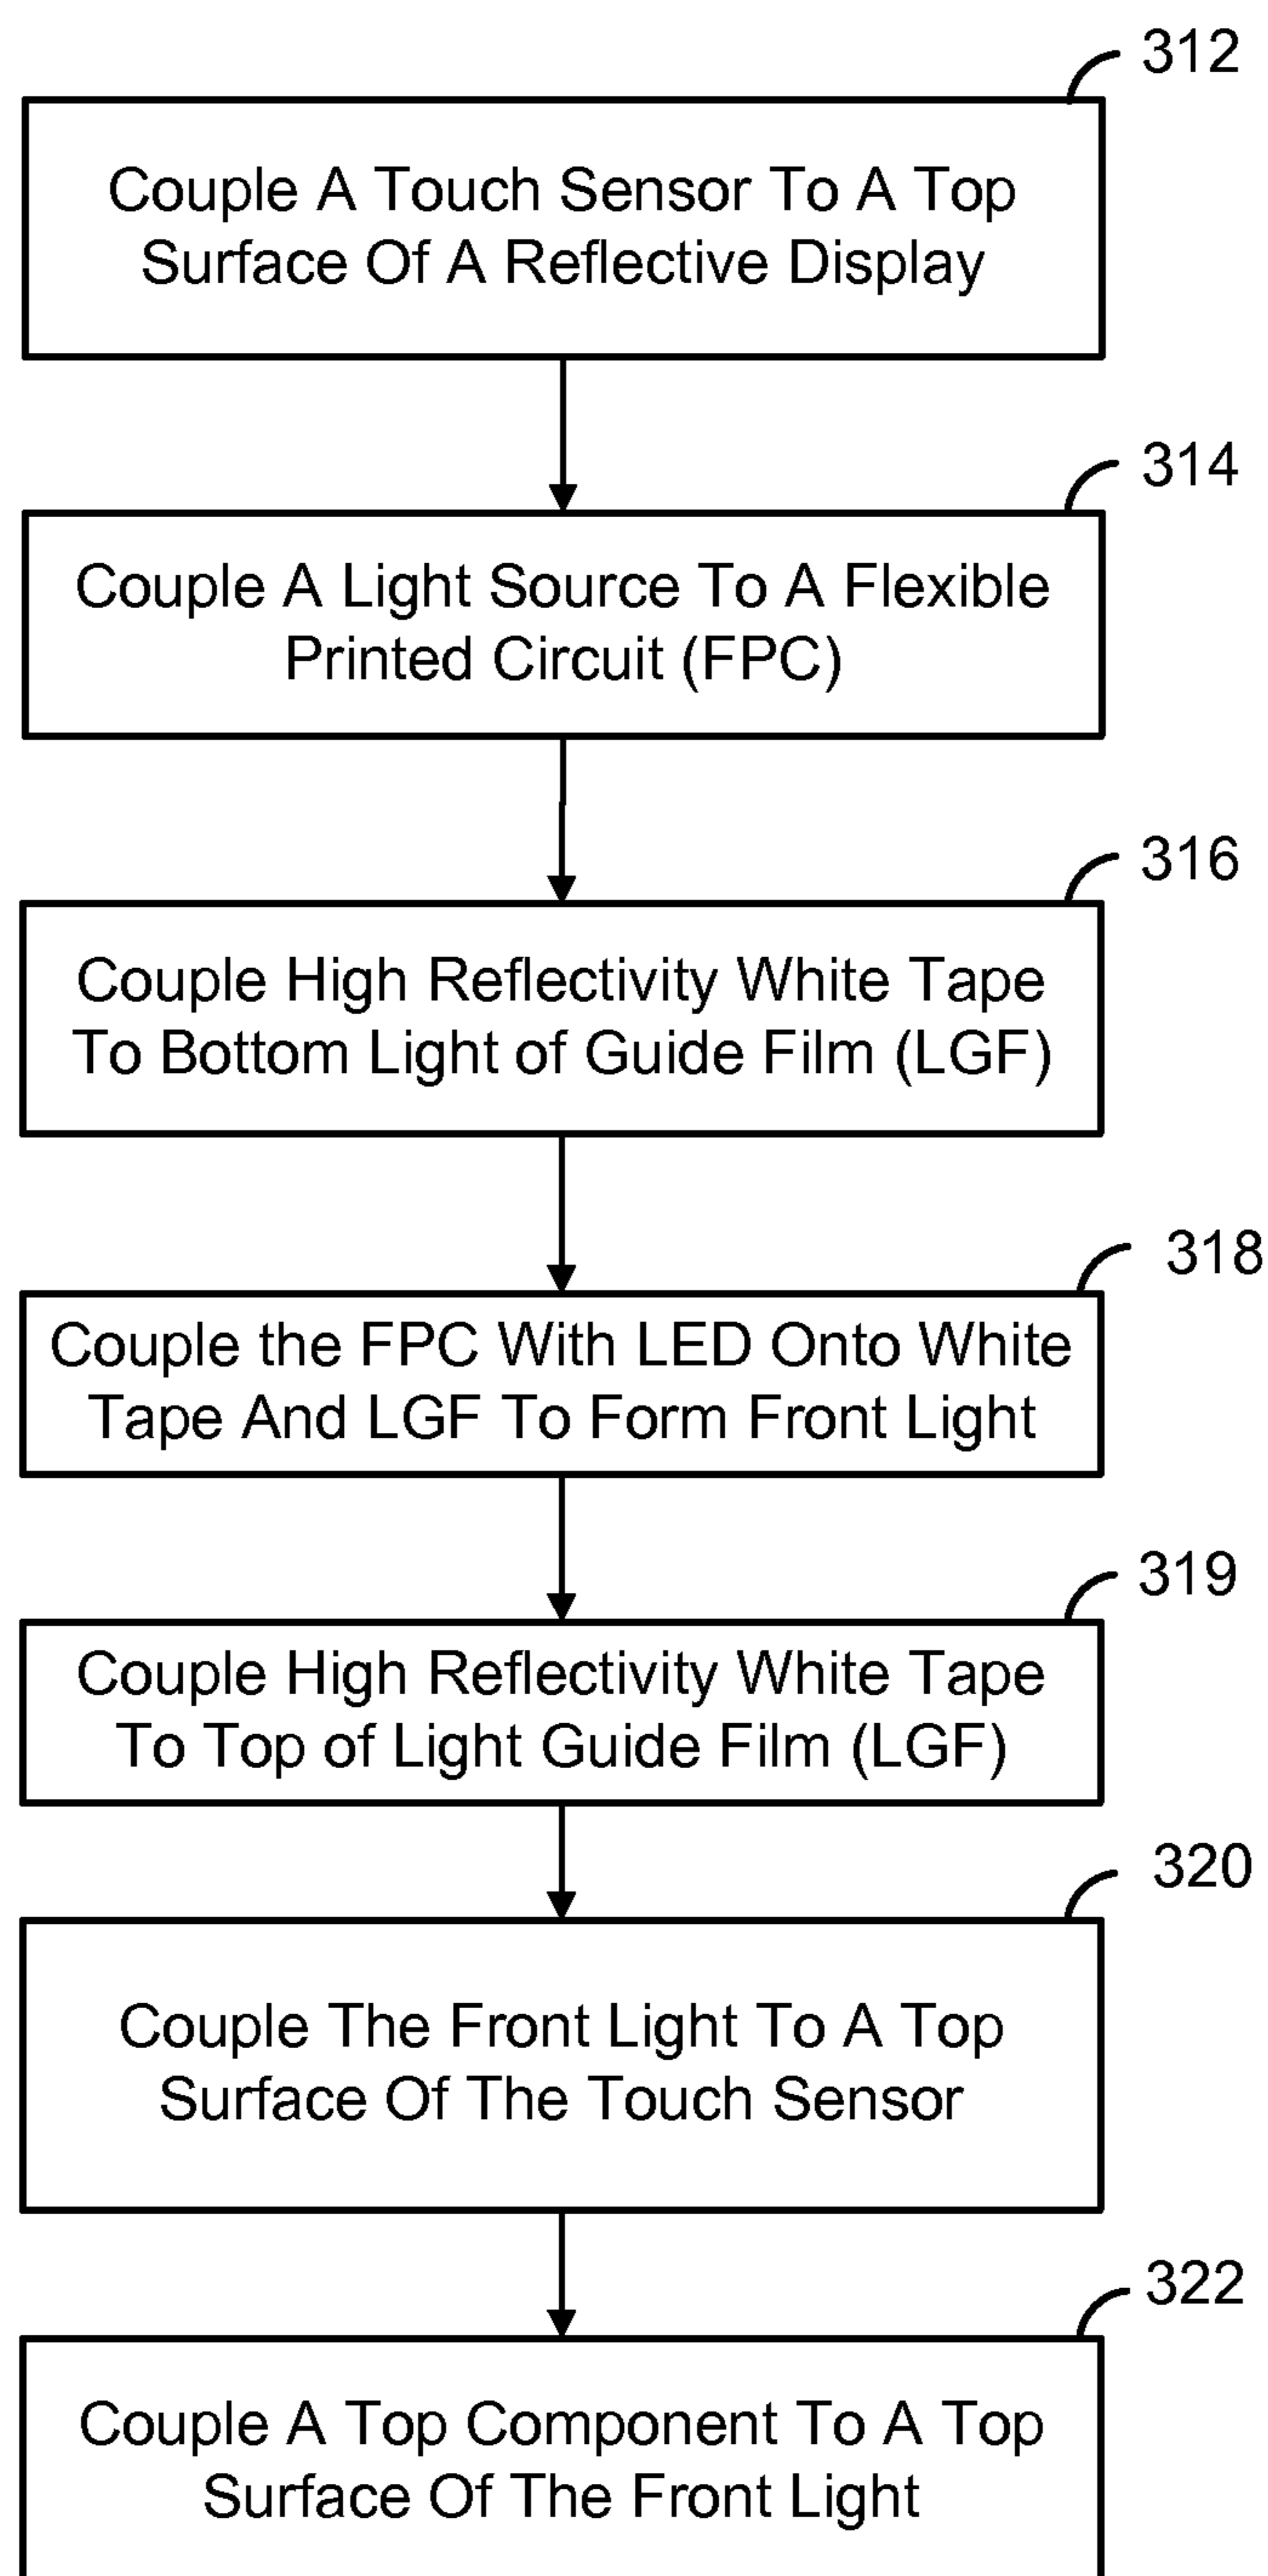 312
Couple A Touch Sensor To A Top
Surface Of A Reflective Display
314
Couple A Light Source To A Flexible
Printed Circuit (FPC)
316
Couple High Reflectivity White Tape
To Bottom Light of Guide Film (LGF)
318
Couple the FPC With LED Onto White
Tape And LGF To Form Front Light
319
Couple High Reflectivity White Tape
To Top of Light Guide Film (LGF)
320
Couple The Front Light To A Top
Surface Of The Touch Sensor
322
Couple A Top Component To A Top
Surface Of The Front Light